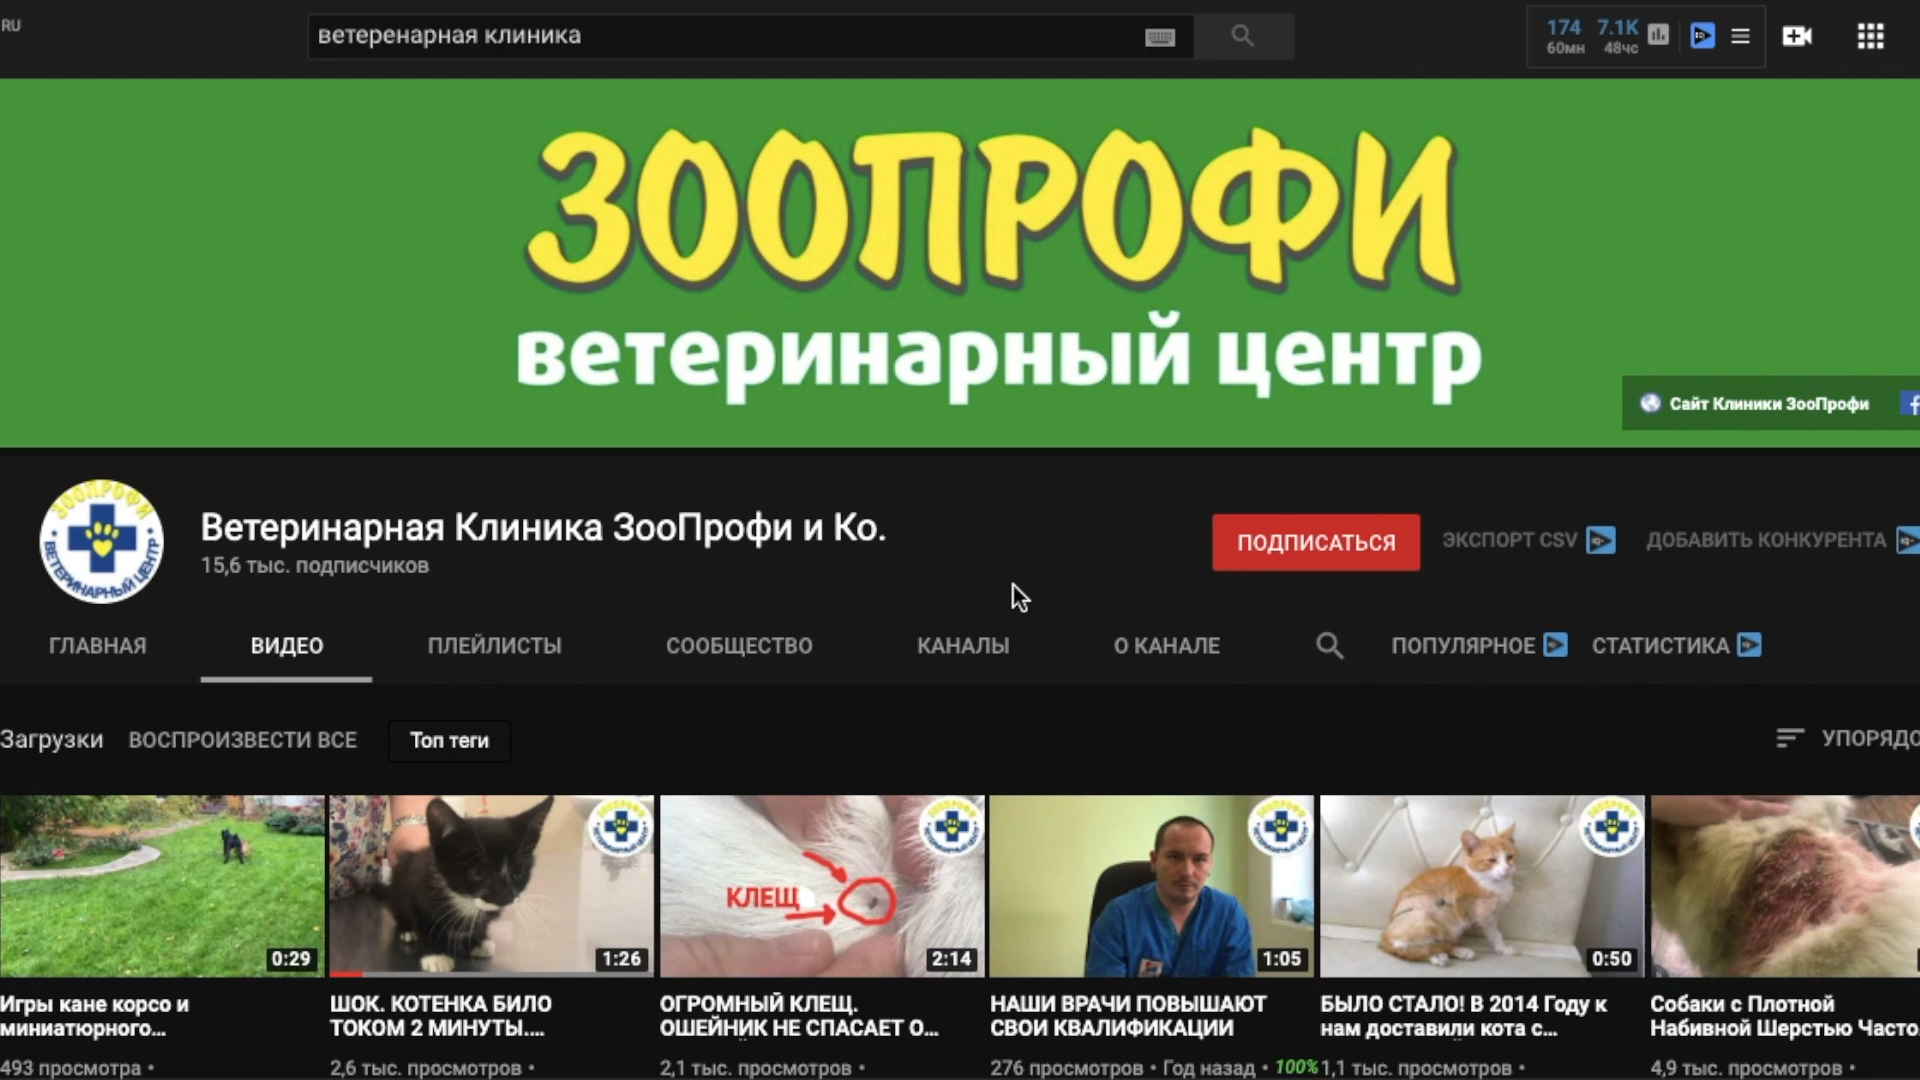 RU
ветеренарная клиника
174 7.1K
60мн 48чс
ЗООПРОФИ
ветеринарный центр
Сайт Клиники ЗооПрофи
ЗООПРОФИ
ВЕТЕРИНАРНЫЙ ЦЕНТР
Ветеринарная Клиника ЗооПрофи и Ко.
15,6 тыс. подписчиков
ПОДПИСАТЬСЯ
ЭКСПОРТ CSV
ДОБАВИТЬ КОНКУРЕНТА
ГЛАВНАЯ ВИДЕО ПЛЕЙЛИСТЫ СООБЩЕСТВО КАНАЛЫ О КАНАЛЕ ПОПУЛЯРНОЕ СТАТИСТИКА
Загрузки ВОСПРОИЗВЕСТИ ВСЕ Топ теги УПОРЯДО
0:29
1:26
КЛЕЩ
2:14
1:05
0:50
Игры кане корсо и
миниатюрного...
493 просмотра •
ШОК. КОТЕНКА БИЛО
ТОКОМ 2 МИНУТЫ....
2,6 тыс. просмотров •
ОГРОМНЫЙ КЛЕЩ.
ОШЕЙНИК НЕ СПАСАЕТ О...
2,1 тыс. просмотров •
НАШИ ВРАЧИ ПОВЫШАЮТ
СВОИ КВАЛИФИКАЦИИ
276 просмотров • Год назад • 100%
БЫЛО СТАЛО! В 2014 Году к
нам доставили кота с...
1,1 тыс. просмотров •
Собаки с Плотной
Набивной Шерстью Часто
4,9 тыс. просмотров •